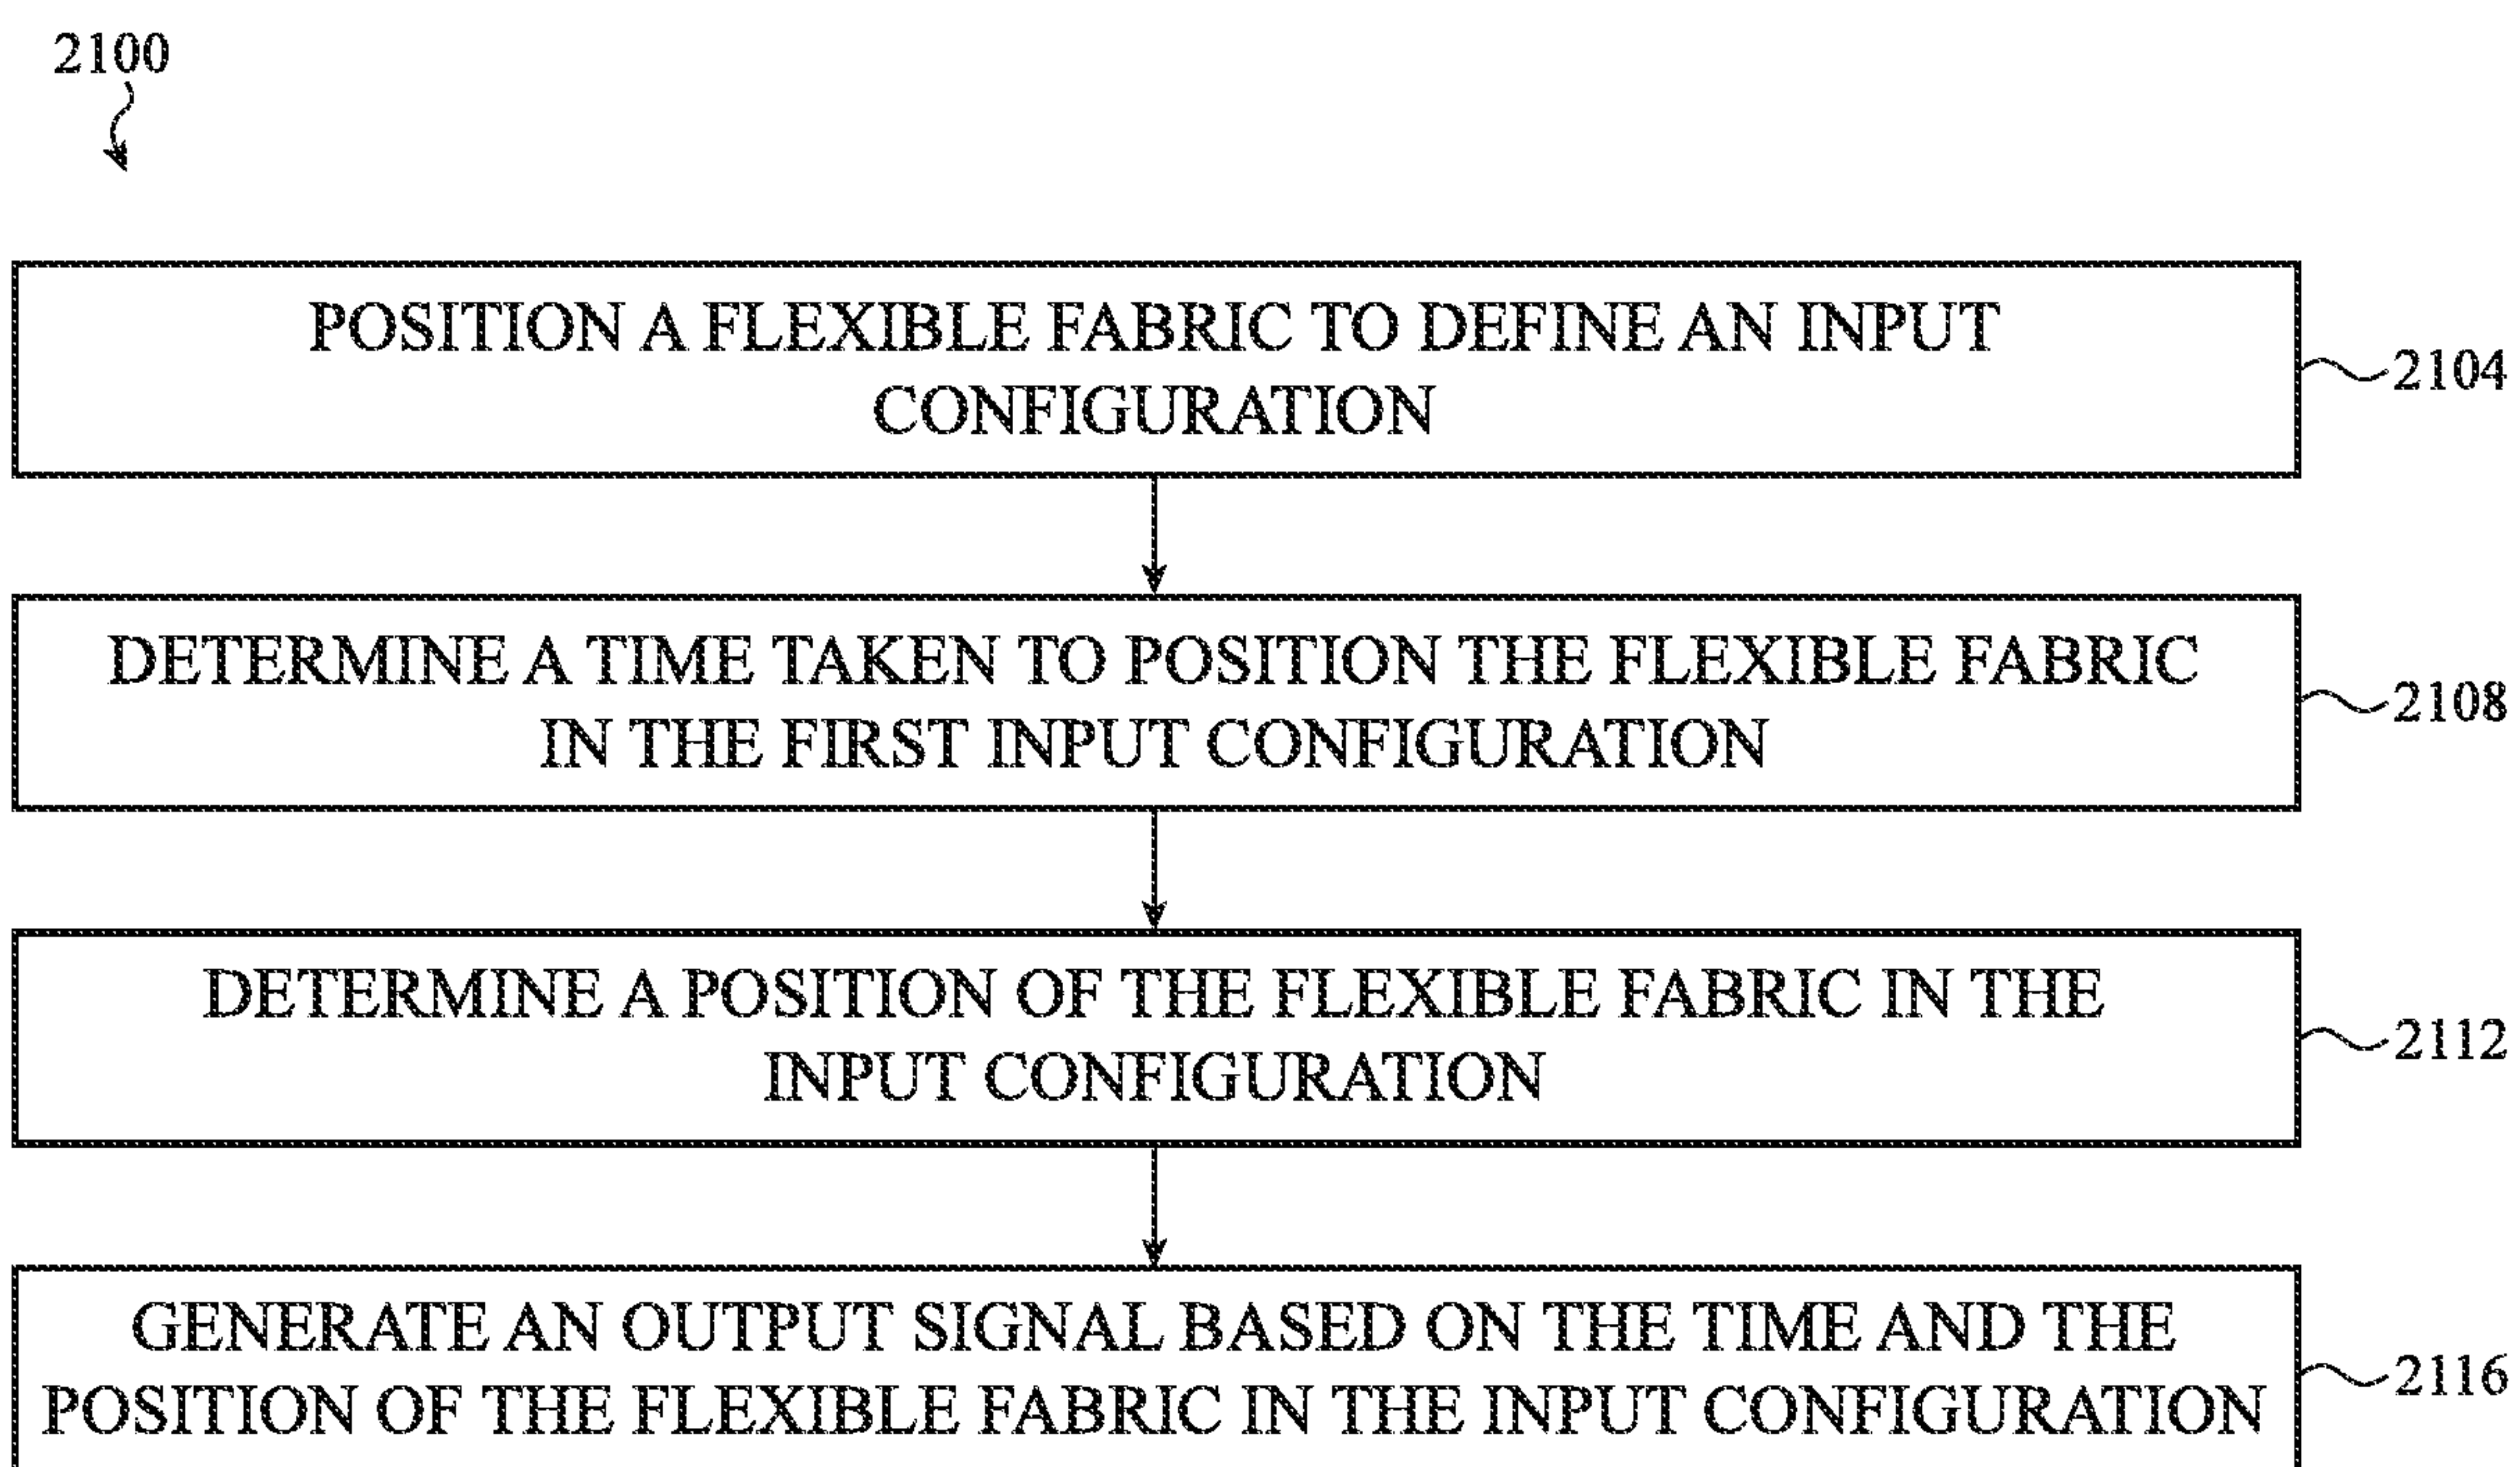 2100
POSITION A FLEXIBLE FABRIC TO DEFINE AN INPUT
CONFIGURATION
2104
DETERMINE A TIME TAKEN TO POSITION THE FLEXIBLE FABRIC
IN THE FIRST INPUT CONFIGURATION
2108
DETERMINE A POSITION OF THE FLEXIBLE FABRIC IN THE
INPUT CONFIGURATION
2112
GENERATE AN OUTPUT SIGNAL BASED ON THE TIME AND THE
POSITION OF THE FLEXIBLE FABRIC IN THE INPUT CONFIGURATION
2116